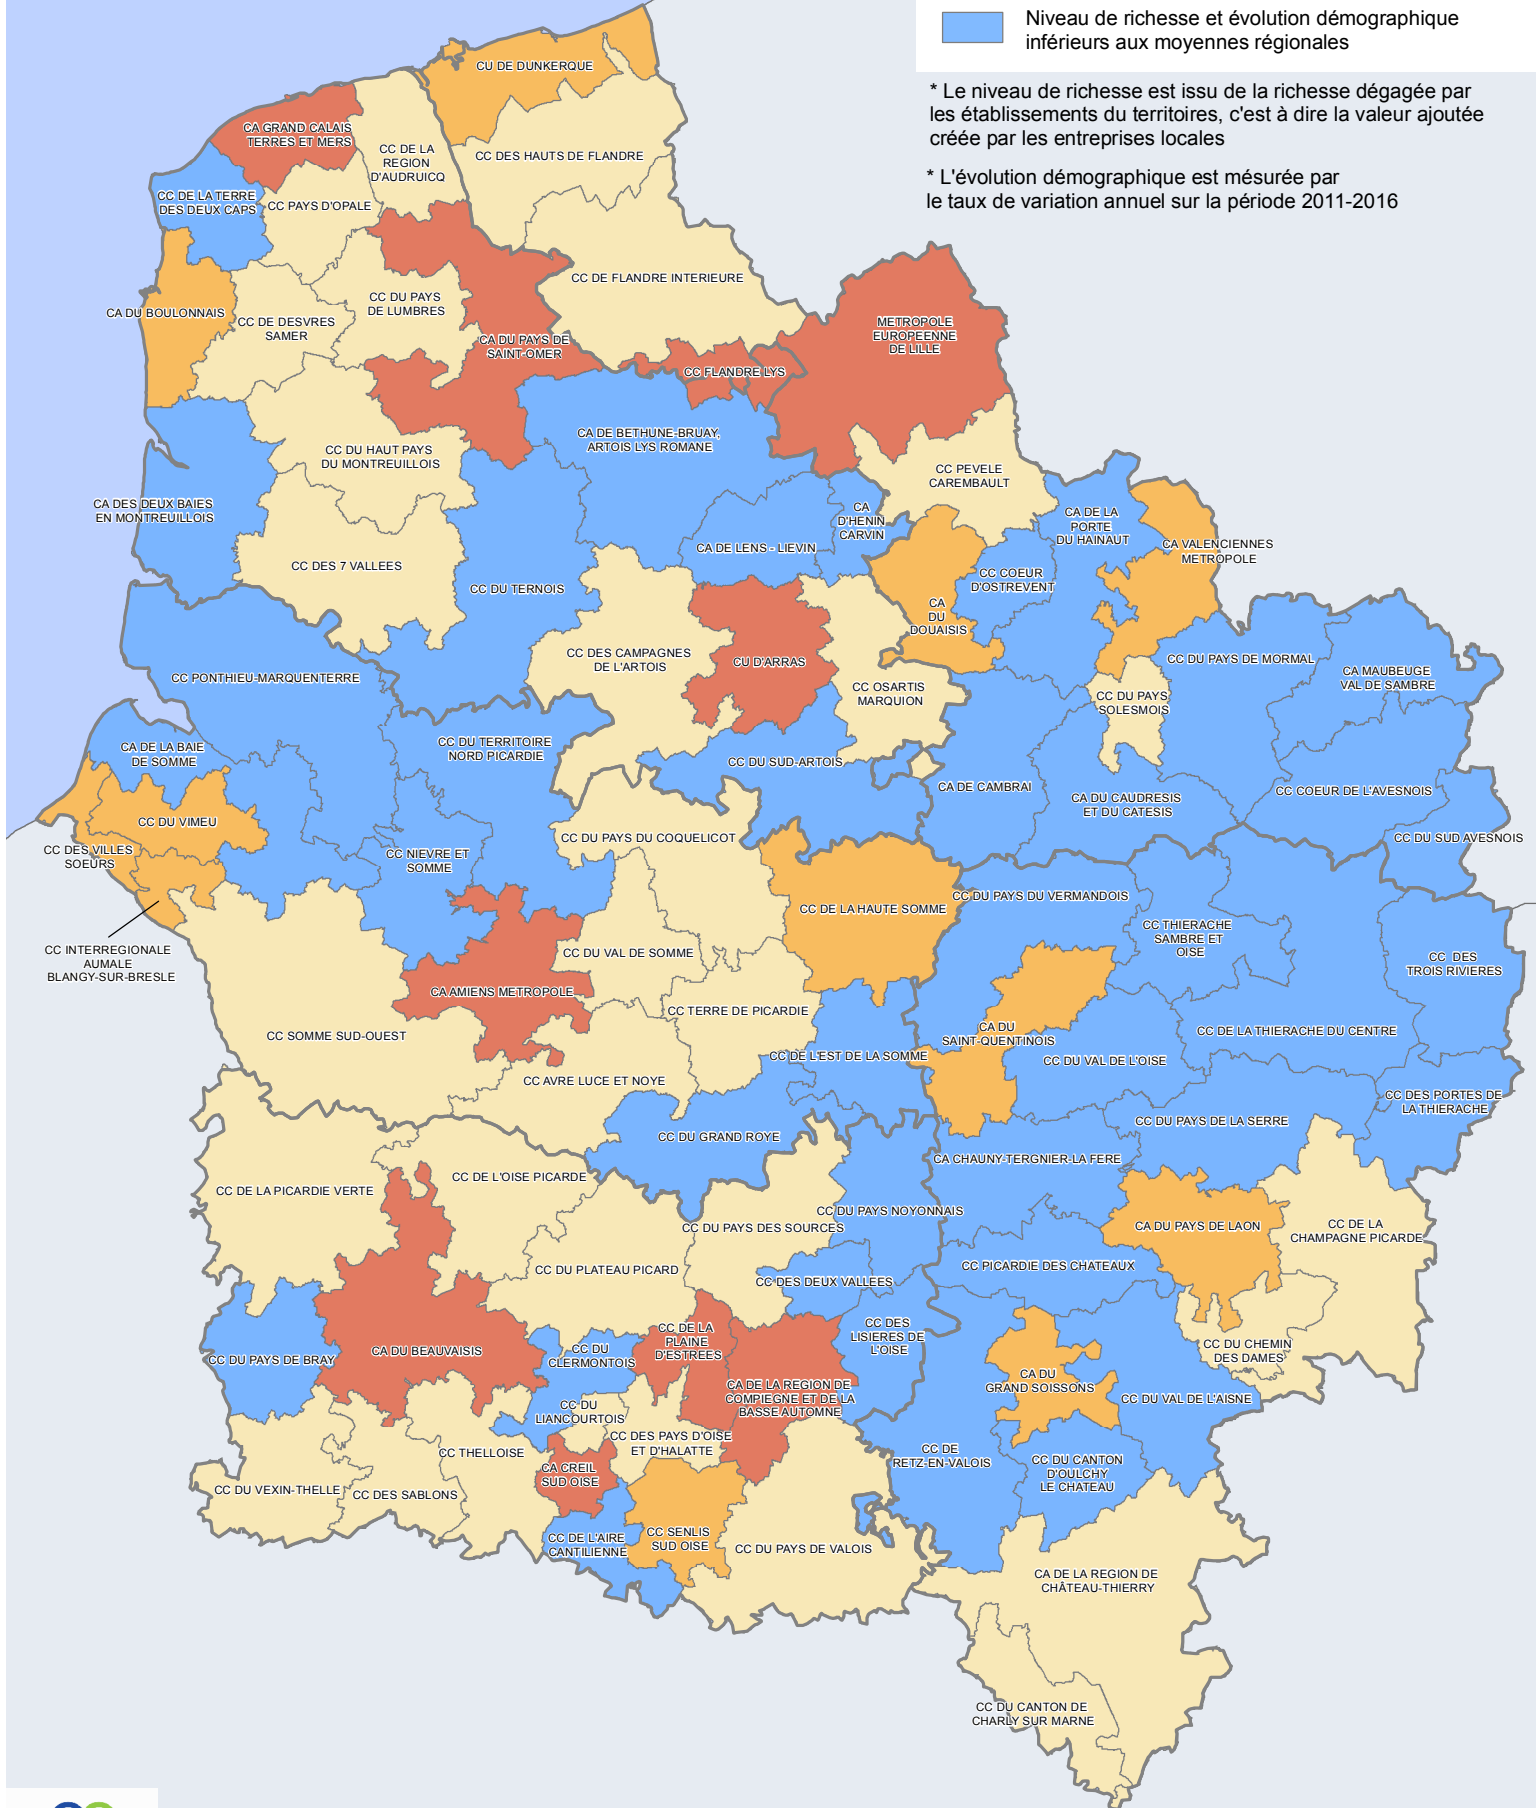 Niveau de richesse et évolution démographique
inférieurs aux moyennes régionales
* Le niveau de richesse est issu de la richesse dégagée par
les établissements du territoires, c'est à dire la valeur ajoutée
créée par les entreprises locales
* L'évolution démographique est mésurée par
le taux de variation annuel sur la période 2011-2016
CU DE DUNKERQUE
CA GRAND CALAIS
TERRES ET MERS
CC DE LA
REGION
D'AUDRUICQ
CC DES HAUTS DE FLANDRE
CC DE LA TERRE
DES DEUX CAPS
CC PAYS D'OPALE
CC DE FLANDRE INTERIEURE
CA DU BOULONNAIS
CC DE DESVRES
SAMER
CC DU PAYS
DE LUMBRES
CA DU PAYS DE
SAINT-OMER
METROPOLE
EUROPEENNE
DE LILLE
CC FLANDRE LYS
CC DU HAUT PAYS
DU MONTREUILLOIS
CA DE BETHUNE-BRUAY,
ARTOIS LYS ROMANE
CC PEVELE
CAREMBAULT
CA DES DEUX BAIES
EN MONTREUILLOIS
CA DE LENS - LIEVIN
CA
D'HENIN
CARVIN
CA DE LA
PORTE
DU HAINAUT
CA VALENCIENNES
METROPOLE
CC DES 7 VALLEES
CC DU TERNOIS
CC COEUR
D'OSTREVENT
CA
DU
DOUAISIS
CC DES CAMPAGNES
DE L'ARTOIS
CU D'ARRAS
CC OSARTIS
MARQUION
CC DU PAYS DE MORMAL
CA MAUBEUGE
VAL DE SAMBRE
CC PONTHIEU-MARQUENTERRE
CC DU PAYS
SOLESMOIS
CA DE LA BAIE
DE SOMME
CC DU TERRITOIRE
NORD PICARDIE
CC DU SUD-ARTOIS
CA DE CAMBRAI
CA DU CAUDRESIS
ET DU CATESIS
CC COEUR DE L'AVESNOIS
CC DU VIMEU
CC DES VILLES
SOEURS
CC NIEVRE ET
SOMME
CC DU PAYS DU COQUELICOT
CC DU SUD AVESNOIS
CC INTERREGIONALE
AUMALE
BLANGY-SUR-BRESLE
CC DE LA HAUTE SOMME
CC DU PAYS DU VERMANDOIS
CC THIERACHE
SAMBRE ET
OISE
CC DES
TROIS RIVIERES
CC DU VAL DE SOMME
CA AMIENS METROPOLE
CC TERRE DE PICARDIE
CC SOMME SUD-OUEST
CA DU
SAINT-QUENTINOIS
CC DE LA THIERACHE DU CENTRE
CC DE L'EST DE LA SOMME
CC DU VAL DE L'OISE
CC AVRE LUCE ET NOYE
CC DES PORTES DE
LA THIERACHE
CC DU PAYS DE LA SERRE
CC DU GRAND ROYE
CA CHAUNY-TERGNIER-LA FERE
CC DE LA PICARDIE VERTE
CC DE L'OISE PICARDE
CC DU PAYS DES SOURCES
CC DU PAYS NOYONNAIS
CA DU PAYS DE LAON
CC DE LA
CHAMPAGNE PICARDE
CC DU PLATEAU PICARD
CC DES DEUX VALLEES
CC PICARDIE DES CHATEAUX
CC DU PAYS DE BRAY
CA DU BEAUVAISIS
CC DU
CLERMONTOIS
CC DE LA
PLAINE
D'ESTREES
CC DES
LISIERES DE
L'OISE
CC DU CHEMIN
DES DAMES
CA DE LA REGION DE
COMPIEGNE ET DE LA
BASSE AUTOMNE
CA DU
GRAND SOISSONS
CC DU VAL DE L'AISNE
CC DU
LIANCOURTOIS
CC DES PAYS D'OISE
ET D'HALATTE
CC THELLOISE
CC DE
RETZ-EN-VALOIS
CC DU CANTON
D'OULCHY
LE CHATEAU
CA CREIL
SUD OISE
CC DU VEXIN-THELLE
CC DES SABLONS
CC DE L'AIRE
CANTILIENNE
CC SENLIS
SUD OISE
CC DU PAYS DE VALOIS
CA DE LA REGION DE
CHÂTEAU-THIERRY
CC DU CANTON DE
CHARLY SUR MARNE